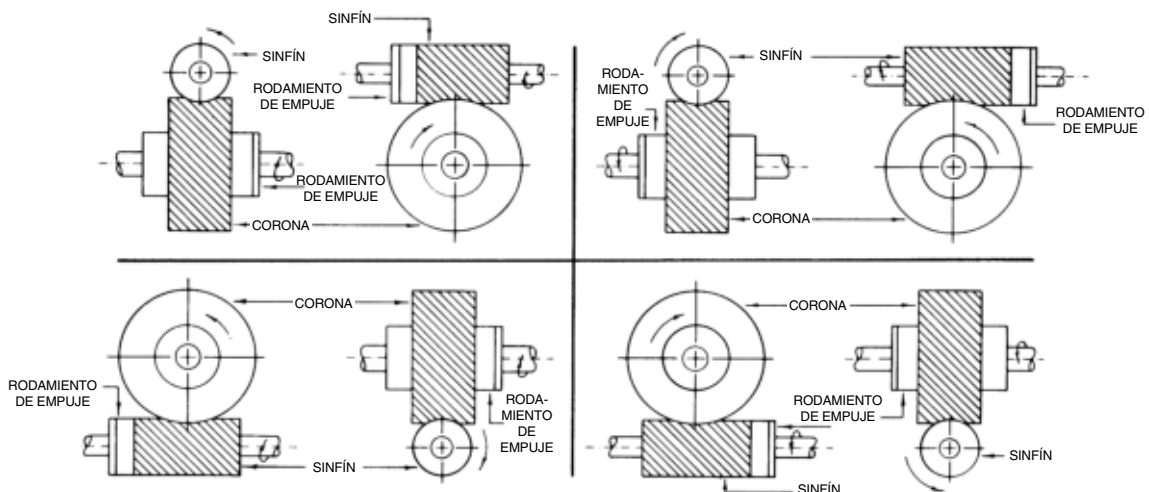 SINFÍN
SINFÍN
RODAMIENTO
DE EMPUJE
RODAMIENTO
DE EMPUJE
CORONA
SINFÍN
RODA-
MIENTO
DE
EMPUJE
RODAMIENTO
DE EMPUJE
CORONA
CORONA
RODAMIENTO
DE EMPUJE
RODA-
MIENTO
DE
EMPUJE
SINFÍN
CORONA
RODAMIENTO
DE EMPUJE
SINFÍN
SINFÍN